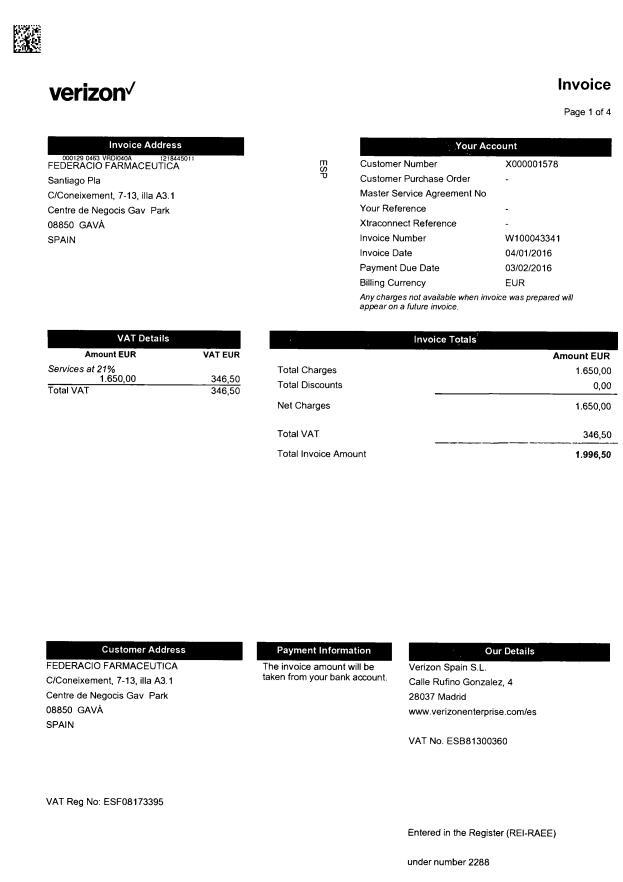 verizon✓
Invoice
Page 1 of 4
Invoice Address
000129 0463 VRDI040A 1218445011
FEDERACIO FARMACEUTICA
Santiago Pla
C/Coneixement, 7-13, illa A3.1
Centre de Negocis Gav Park
08850 GAVÀ
SPAIN
ESP
Your Account
Customer Number X000001578
Customer Purchase Order -
Master Service Agreement No
Your Reference -
Xtraconnect Reference -
Invoice Number W100043341
Invoice Date 04/01/2016
Payment Due Date 03/02/2016
Billing Currency EUR
Any charges not available when invoice was prepared will
appear on a future invoice.
VAT Details
Amount EUR VAT EUR
Services at 21%
1.650,00 346,50
Total VAT 346,50
Invoice Totals
Amount EUR
Total Charges 1.650,00
Total Discounts 0,00
Net Charges 1.650,00
Total VAT 346,50
Total Invoice Amount 1.996,50
Customer Address
FEDERACIO FARMACEUTICA
C/Coneixement, 7-13, illa A3.1
Centre de Negocis Gav Park
08850 GAVÀ
SPAIN
VAT Reg No: ESF08173395
Payment Information
The invoice amount will be
taken from your bank account.
Our Details
Verizon Spain S.L.
Calle Rufino Gonzalez, 4
28037 Madrid
www.verizonenterprise.com/es
VAT No. ESB81300360
Entered in the Register (REI-RAEE)
under number 2288